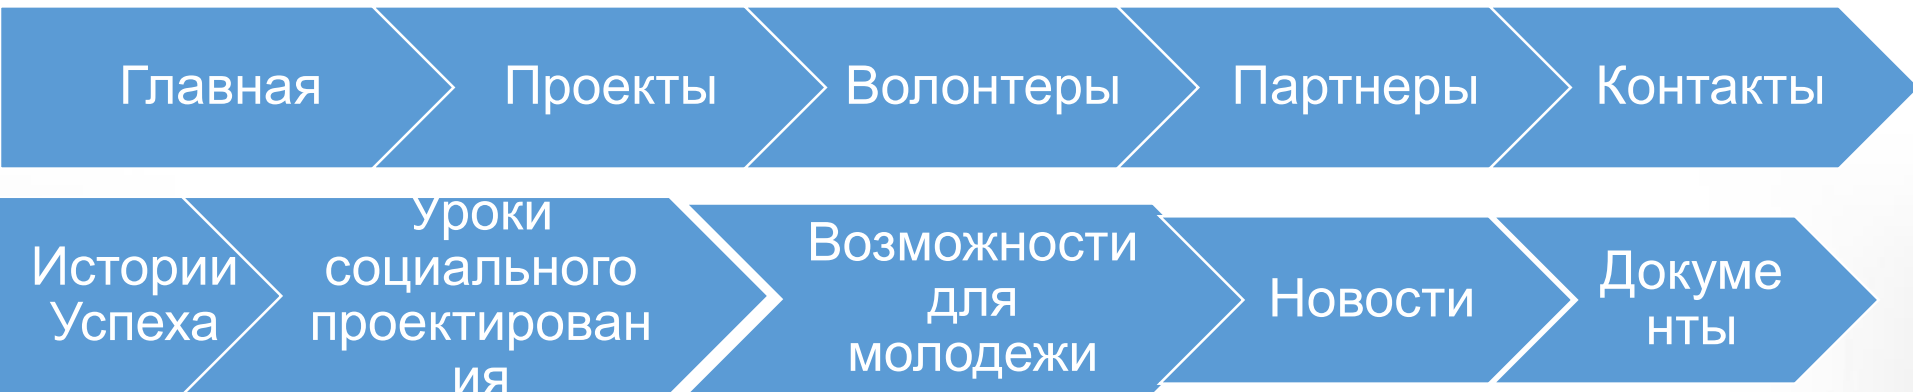 Главная
Проекты
Волонтеры
Партнеры
Контакты
Истории
Успеха
Уроки
социального
проектирован
ия
Возможности
для
молодежи
Новости
Докуме
нты